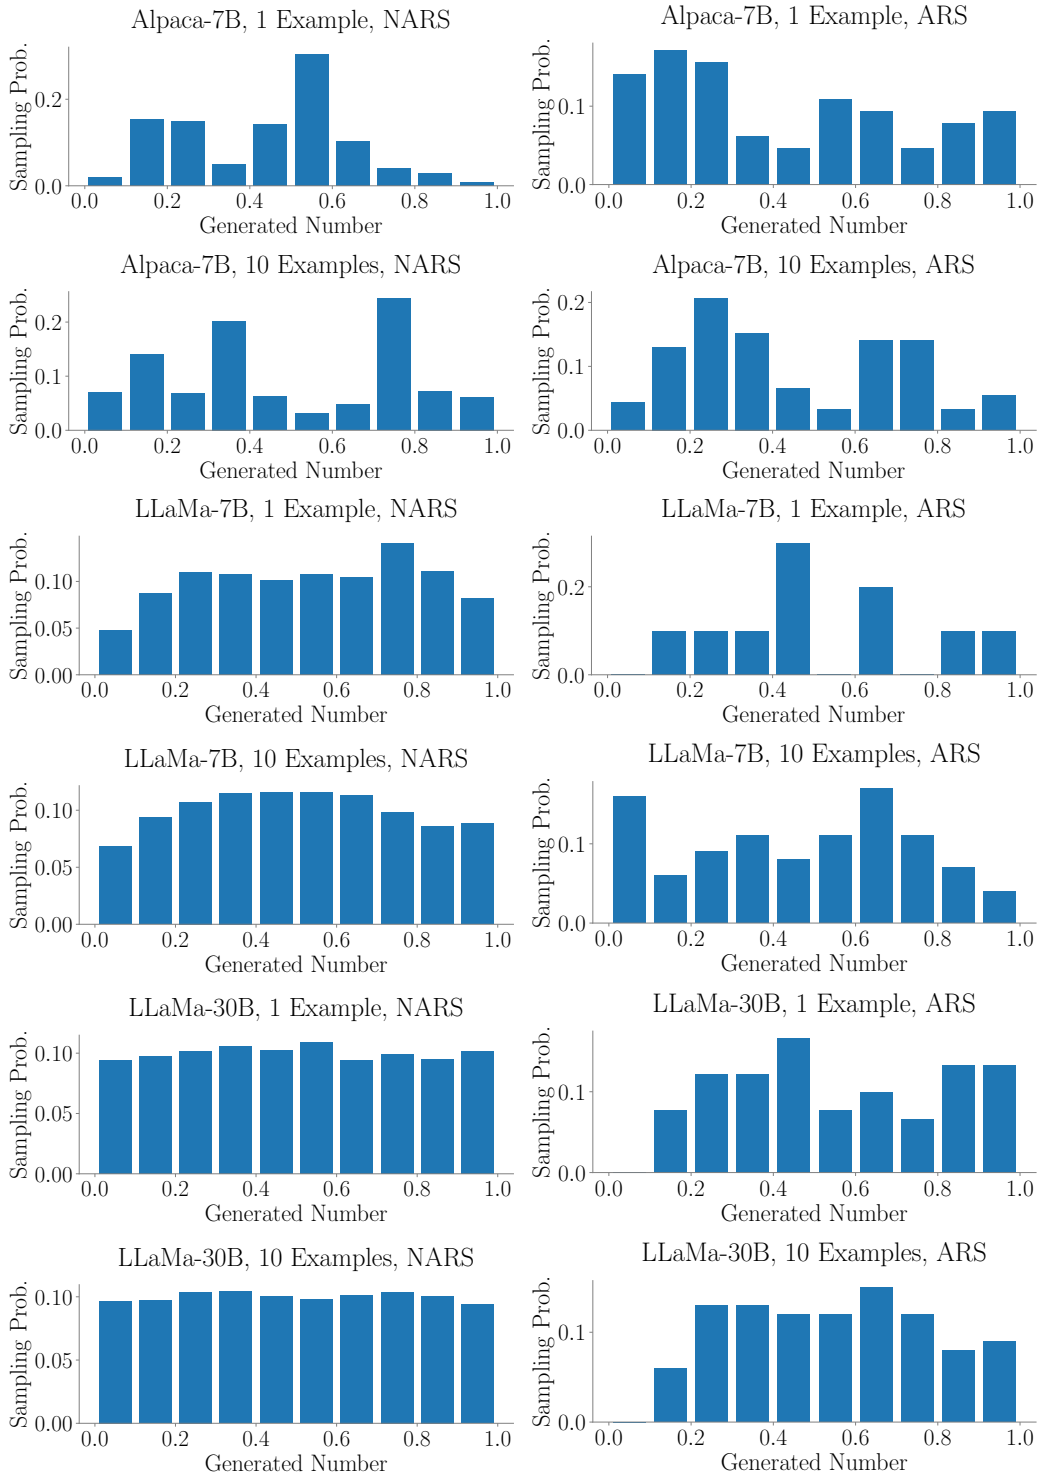 Alpaca-7B, 1 Example, NARS
Sampling Prob.
0.2
0.0
0.0 0.2 0.4 0.6 0.8 1.0
Generated Number
Alpaca-7B, 1 Example, ARS
Sampling Prob.
0.1
0.0
0.0 0.2 0.4 0.6 0.8 1.0
Generated Number
Alpaca-7B, 10 Examples, NARS
Sampling Prob.
0.2
0.1
0.0
0.0 0.2 0.4 0.6 0.8 1.0
Generated Number
Alpaca-7B, 10 Examples, ARS
Sampling Prob.
0.2
0.1
0.0
0.0 0.2 0.4 0.6 0.8 1.0
Generated Number
LLaMa-7B, 1 Example, NARS
Sampling Prob.
0.10
0.05
0.00
0.0 0.2 0.4 0.6 0.8 1.0
Generated Number
LLaMa-7B, 1 Example, ARS
Sampling Prob.
0.2
0.0
0.0 0.2 0.4 0.6 0.8 1.0
Generated Number
LLaMa-7B, 10 Examples, NARS
Sampling Prob.
0.10
0.05
0.00
0.0 0.2 0.4 0.6 0.8 1.0
Generated Number
LLaMa-7B, 10 Examples, ARS
Sampling Prob.
0.1
0.0
0.0 0.2 0.4 0.6 0.8 1.0
Generated Number
LLaMa-30B, 1 Example, NARS
Sampling Prob.
0.10
0.05
0.00
0.0 0.2 0.4 0.6 0.8 1.0
Generated Number
LLaMa-30B, 1 Example, ARS
Sampling Prob.
0.1
0.0
0.0 0.2 0.4 0.6 0.8 1.0
Generated Number
LLaMa-30B, 10 Examples, NARS
Sampling Prob.
0.10
0.05
0.00
0.0 0.2 0.4 0.6 0.8 1.0
Generated Number
LLaMa-30B, 10 Examples, ARS
Sampling Prob.
0.1
0.0
0.0 0.2 0.4 0.6 0.8 1.0
Generated Number